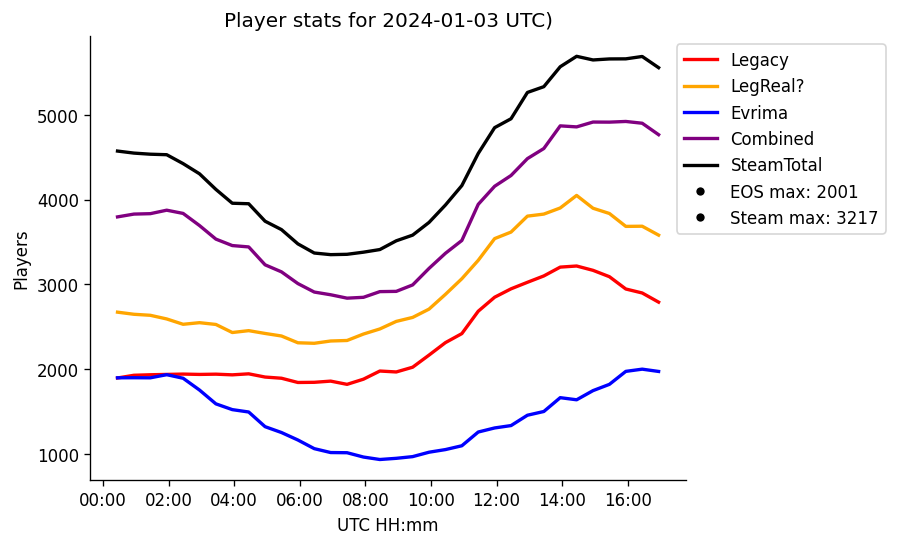 Player stats for 2024-01-03 UTC)
Legacy
LegReal?
Evrima
Combined
SteamTotal
EOS max: 2001
Steam max: 3217
Players
5000
4000
3000
2000
1000
00:00 02:00 04:00 06:00 08:00 10:00 12:00 14:00 16:00
UTC HH:mm